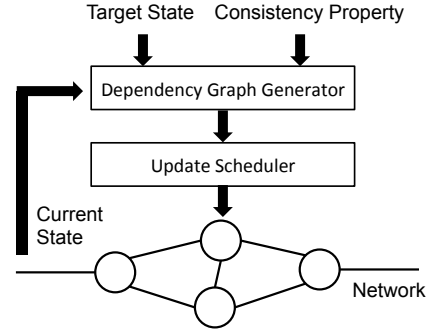 Target State
Consistency Property
Dependency Graph Generator
Update Scheduler
Current
State
Network